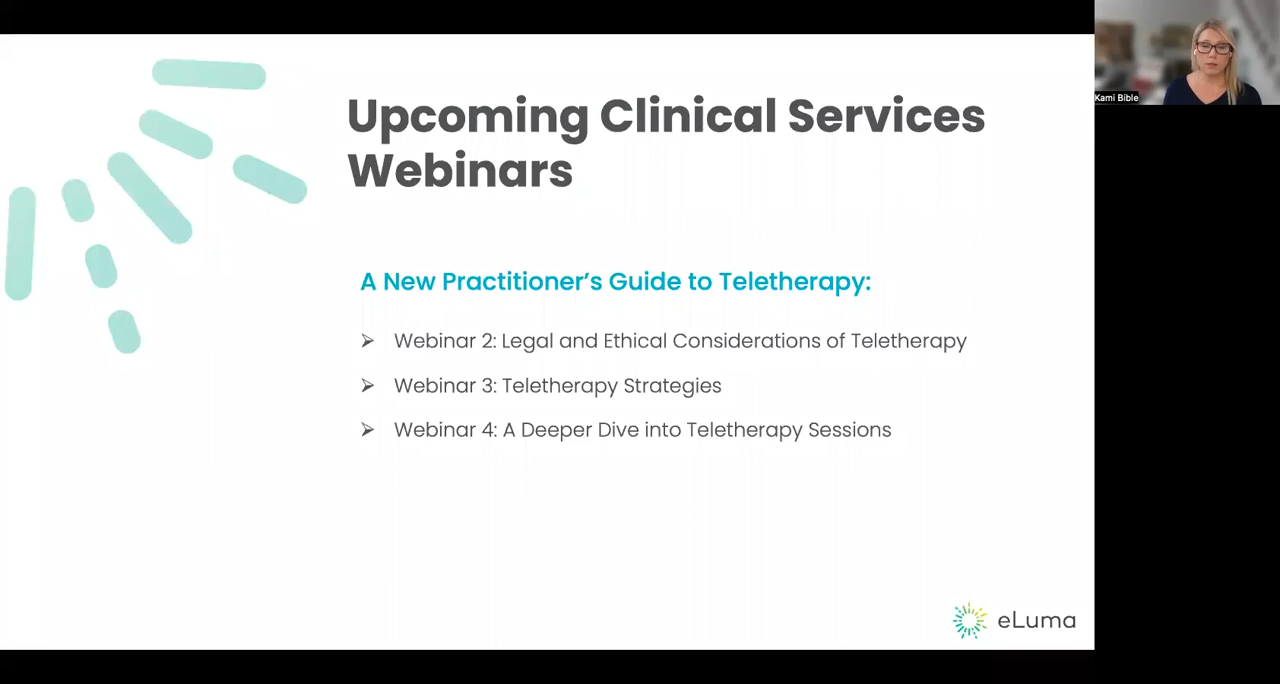 Upcoming Clinical Services
Webinars
A New Practitioner's Guide to Teletherapy:
➢ Webinar 2: Legal and Ethical Considerations of Teletherapy
➢ Webinar 3: Teletherapy Strategies
➢ Webinar 4: A Deeper Dive into Teletherapy Sessions
eLuma
Kami Bible